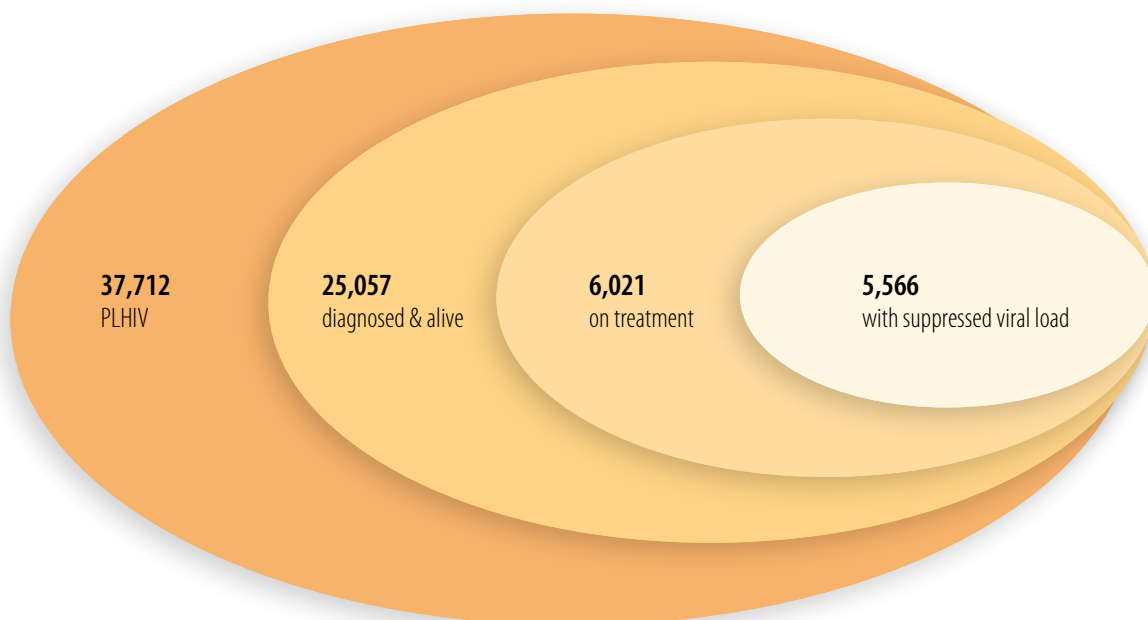 37,712
PLHIV
25,057
diagnosed & alive
6,021
on treatment
5,566
with suppressed viral load